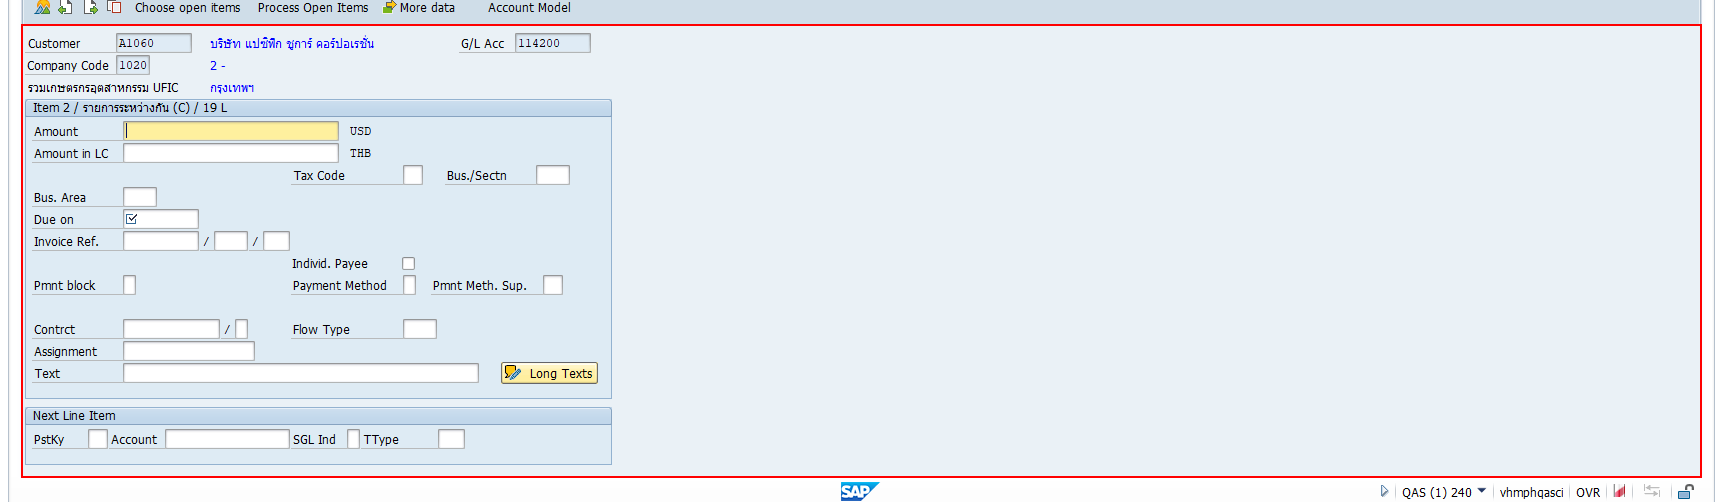 Choose open items Process Open Items More data Account Model
Customer A1060 บริษัท แปซิฟิก ชูการ์ คอร์ปอเรชั่น G/L Acc 114200
Company Code 1020 2 -
รวมเกษตรกรอุตสาหกรรม UFIC กรุงเทพฯ
Item 2 / รายการระหว่างกัน (C) / 19 L
Amount USD
Amount in LC THB
Tax Code Bus./Sectn
Bus. Area
Due on
Invoice Ref. / /
Individ. Payee
Pmnt block Payment Method Pmnt Meth. Sup.
Contrct / Flow Type
Assignment
Text Long Texts
Next Line Item
PstKy Account SGL Ind TType
SAP QAS (1) 240 vhmphqasci OVR